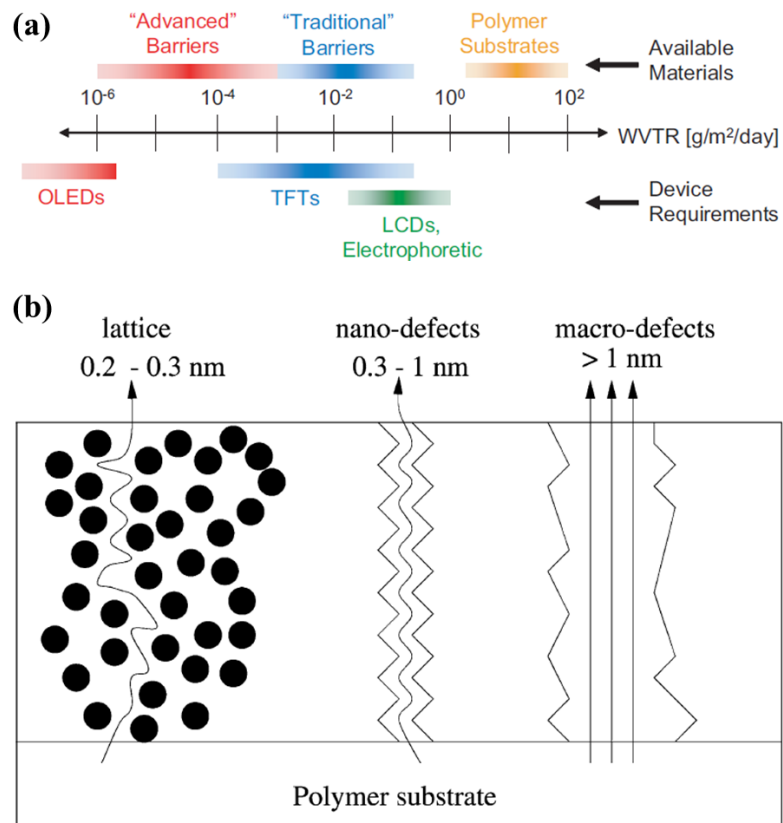 (a)
“Advanced”
Barriers
“Traditional”
Barriers
Polymer
Substrates
Available
Materials
10⁻⁶
10⁻⁴
10⁻²
10⁰
10²
WVTR [g/m²/day]
OLEDs
TFTs
LCDs,
Electrophoretic
Device
Requirements
(b)
lattice
0.2 - 0.3 nm
nano-defects
0.3 - 1 nm
macro-defects
> 1 nm
Polymer substrate